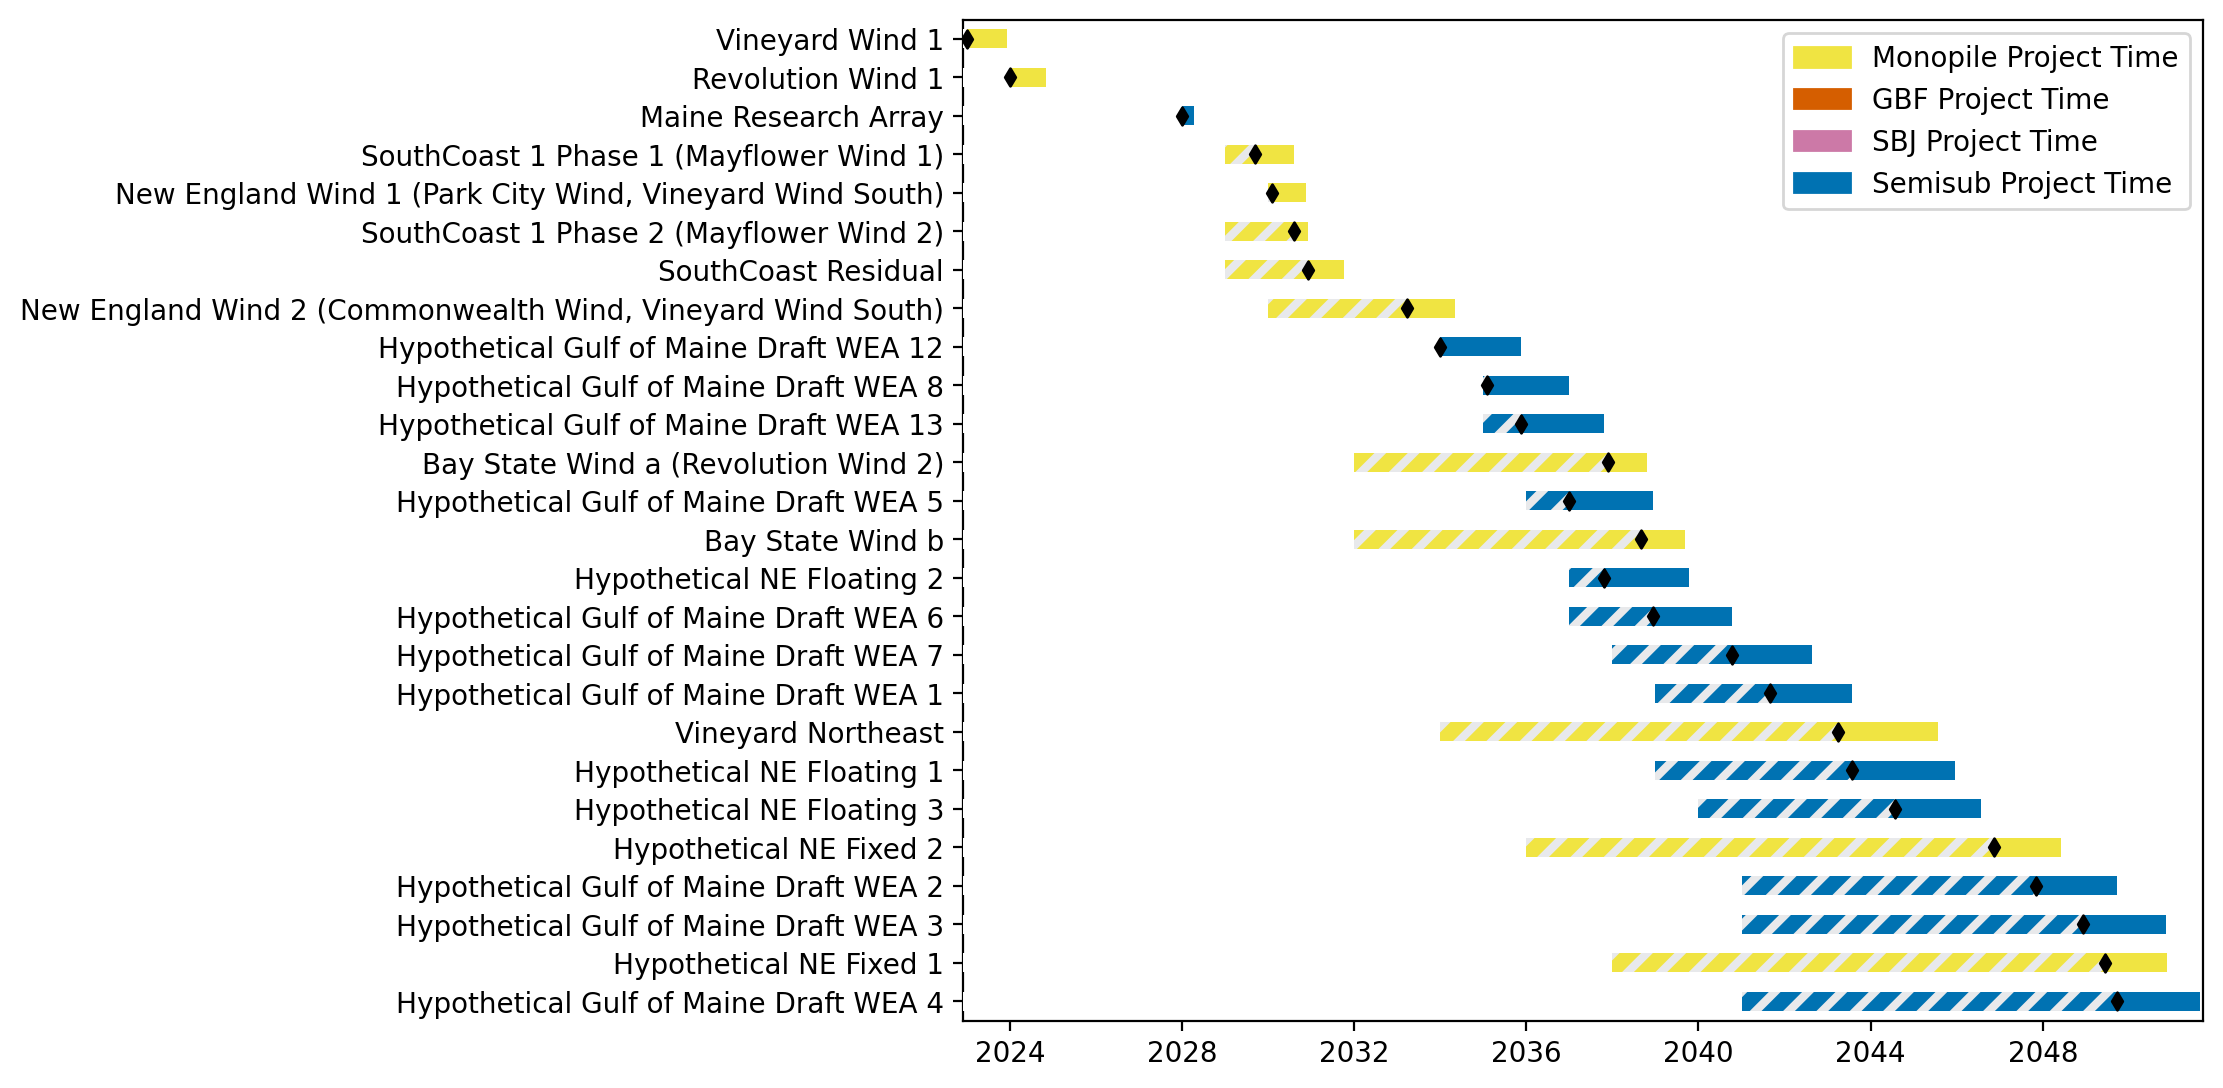 Vineyard Wind 1
Revolution Wind 1
Maine Research Array
SouthCoast 1 Phase 1 (Mayflower Wind 1)
New England Wind 1 (Park City Wind, Vineyard Wind South)
SouthCoast 1 Phase 2 (Mayflower Wind 2)
SouthCoast Residual
New England Wind 2 (Commonwealth Wind, Vineyard Wind South)
Hypothetical Gulf of Maine Draft WEA 12
Hypothetical Gulf of Maine Draft WEA 8
Hypothetical Gulf of Maine Draft WEA 13
Bay State Wind a (Revolution Wind 2)
Hypothetical Gulf of Maine Draft WEA 5
Bay State Wind b
Hypothetical NE Floating 2
Hypothetical Gulf of Maine Draft WEA 6
Hypothetical Gulf of Maine Draft WEA 7
Hypothetical Gulf of Maine Draft WEA 1
Vineyard Northeast
Hypothetical NE Floating 1
Hypothetical NE Floating 3
Hypothetical NE Fixed 2
Hypothetical Gulf of Maine Draft WEA 2
Hypothetical Gulf of Maine Draft WEA 3
Hypothetical NE Fixed 1
Hypothetical Gulf of Maine Draft WEA 4
Monopile Project Time
GBF Project Time
SBJ Project Time
Semisub Project Time
2024 2028 2032 2036 2040 2044 2048